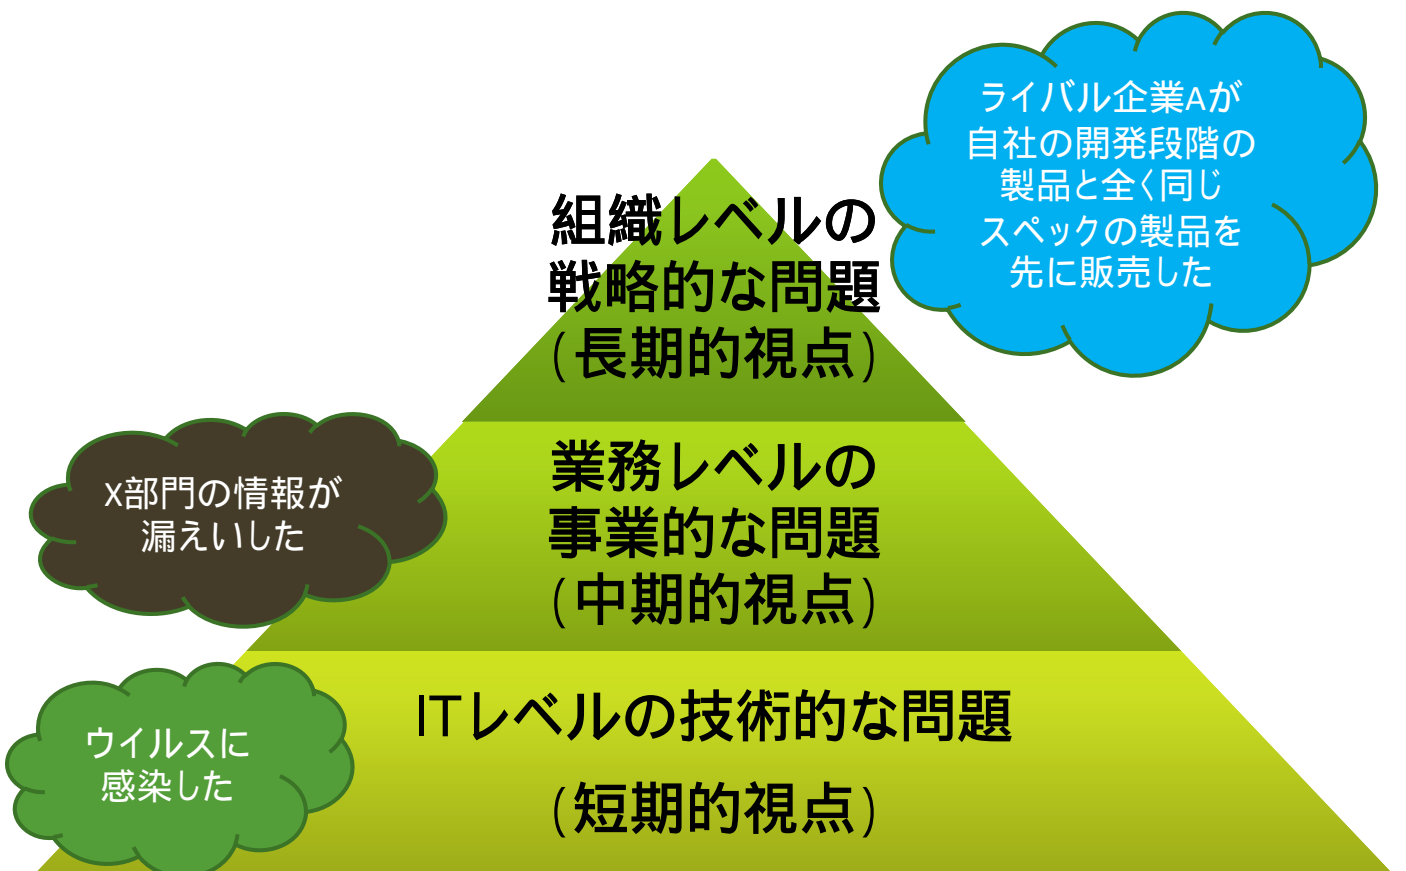 ライバル企業Aが
自社の開発段階の
製品と全く同じ
スペックの製品を
先に販売した
組織レベルの
戦略的な問題
(長期的視点)
X部門の情報が
漏えいした
業務レベルの
事業的な問題
(中期的視点)
ウイルスに
感染した
ITレベルの技術的な問題
(短期的視点)